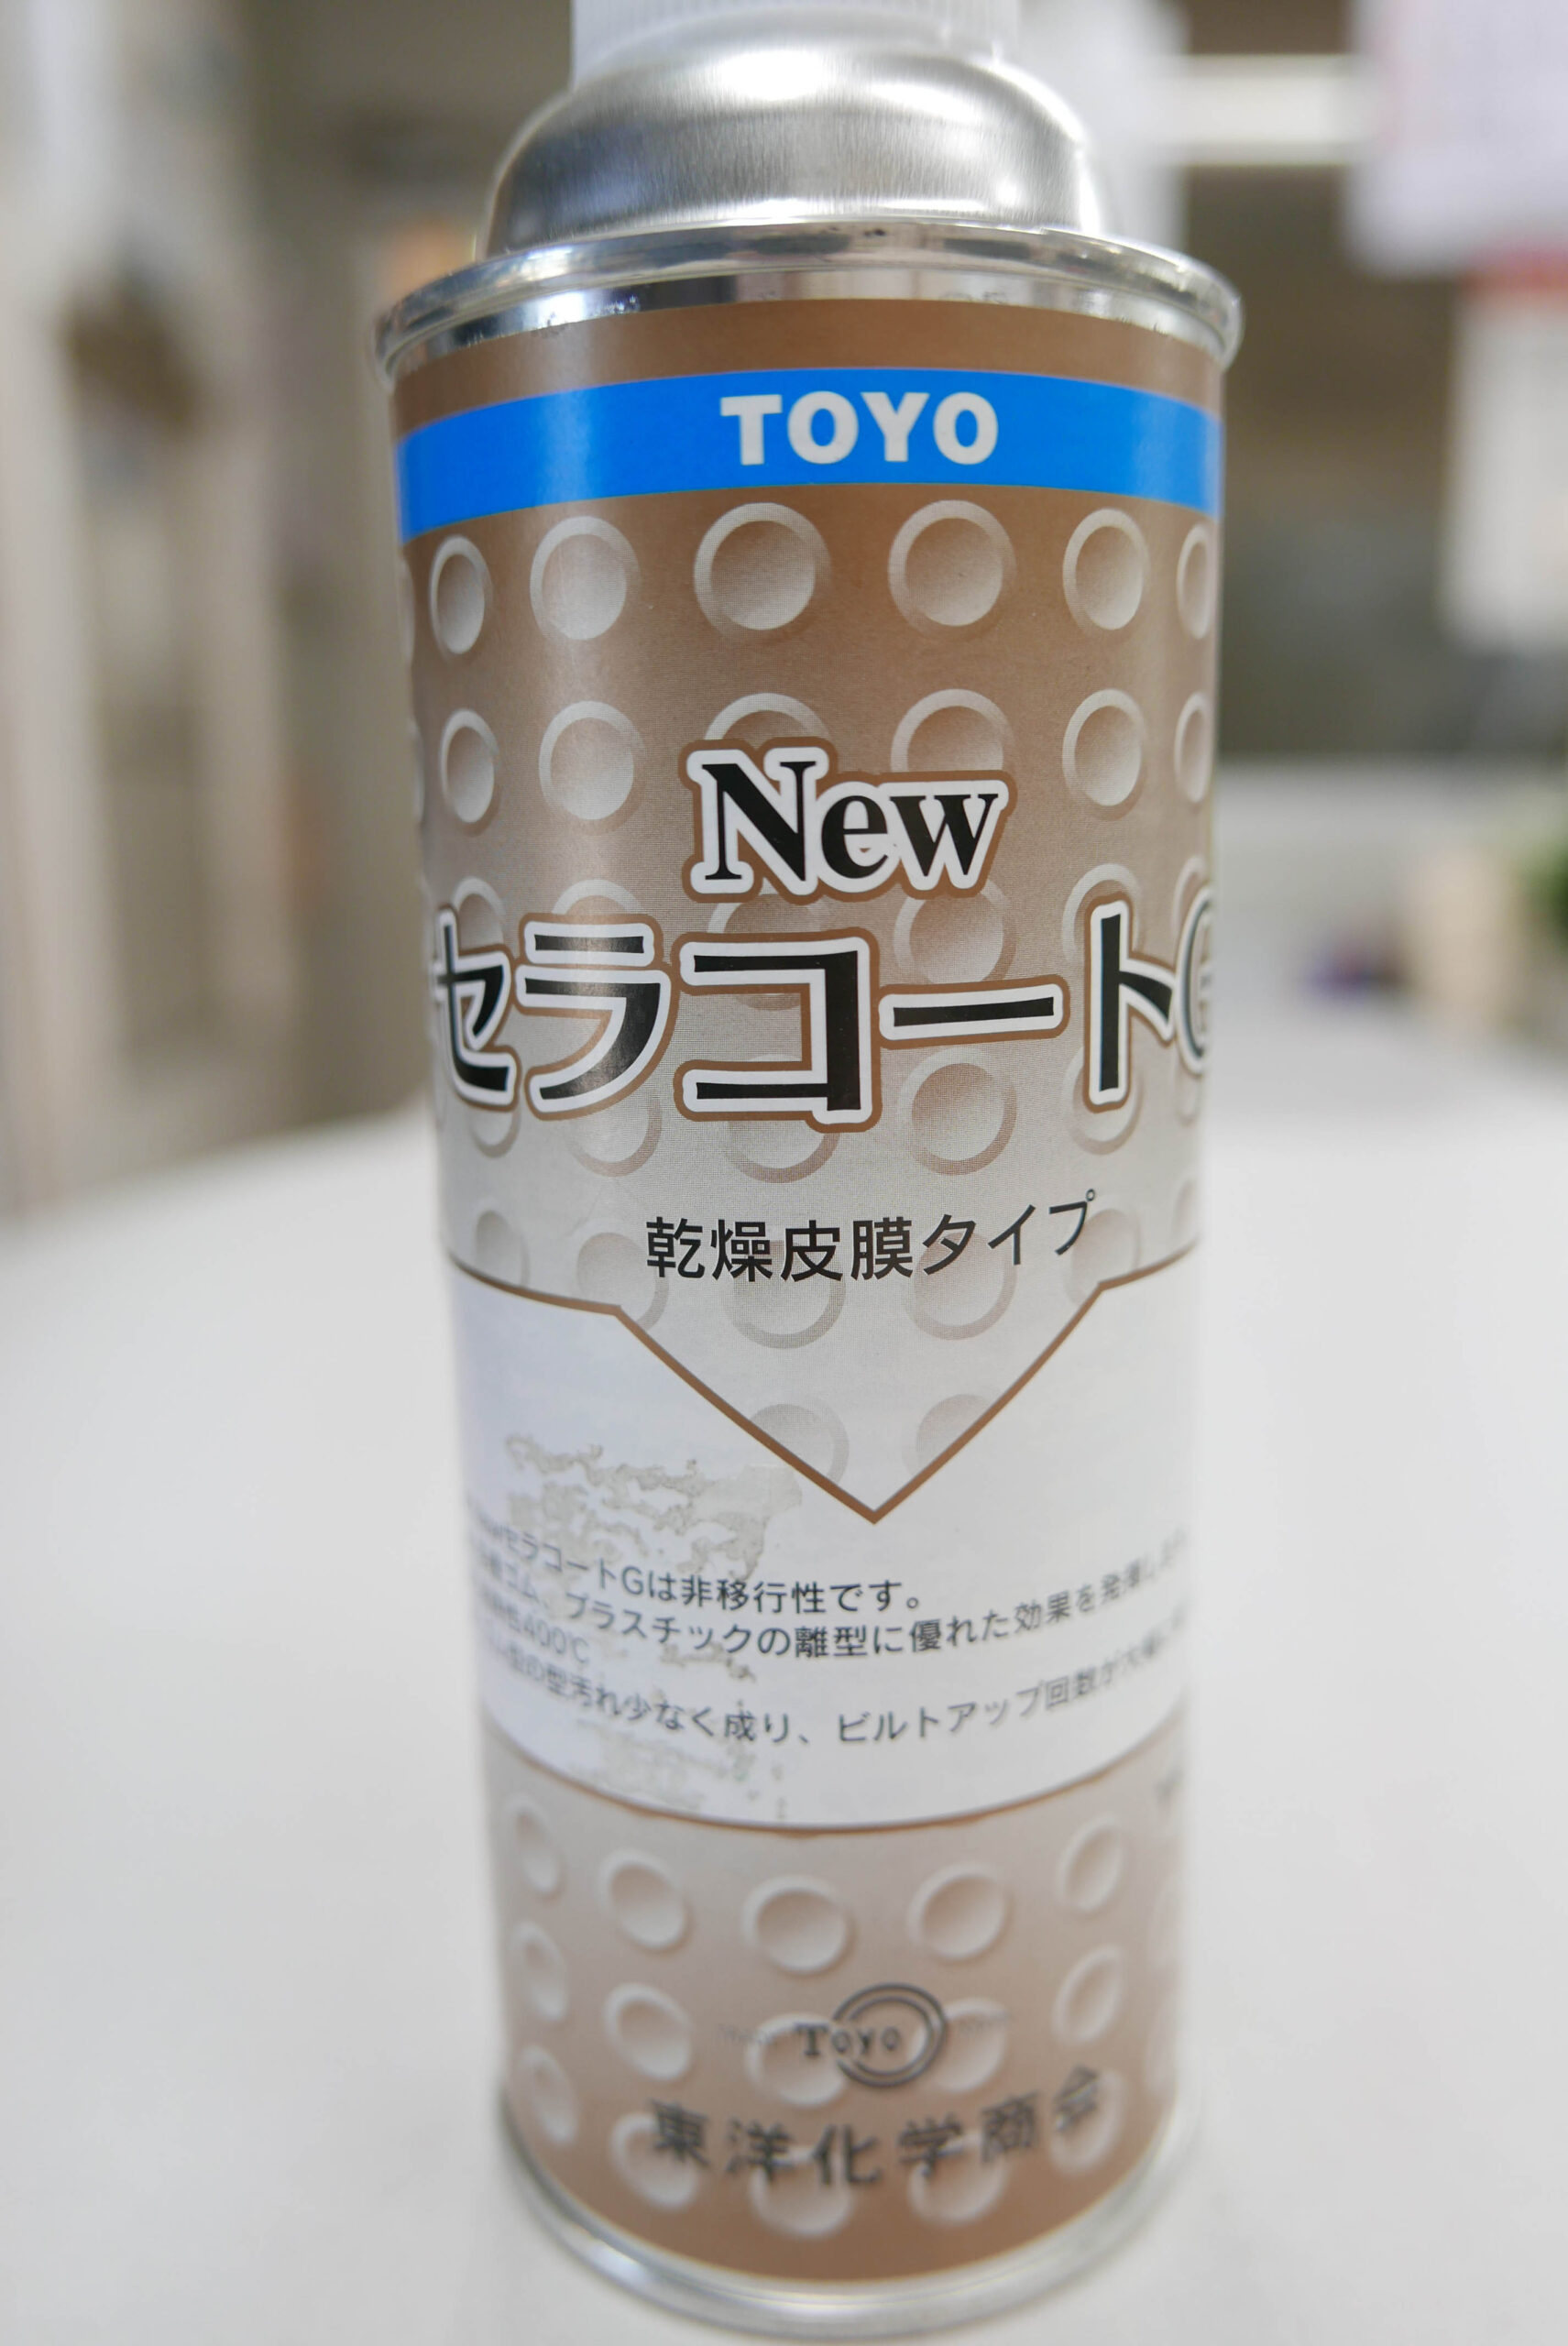 TOYO
New
セラコートG
乾燥皮膜タイプ
セラコートGは非移行性です。
ゴム、プラスチックの離型に優れた効果を発揮し
400℃
の型汚れ少なく成り、ビルトアップ回数が
TOYO
東洋化学商会